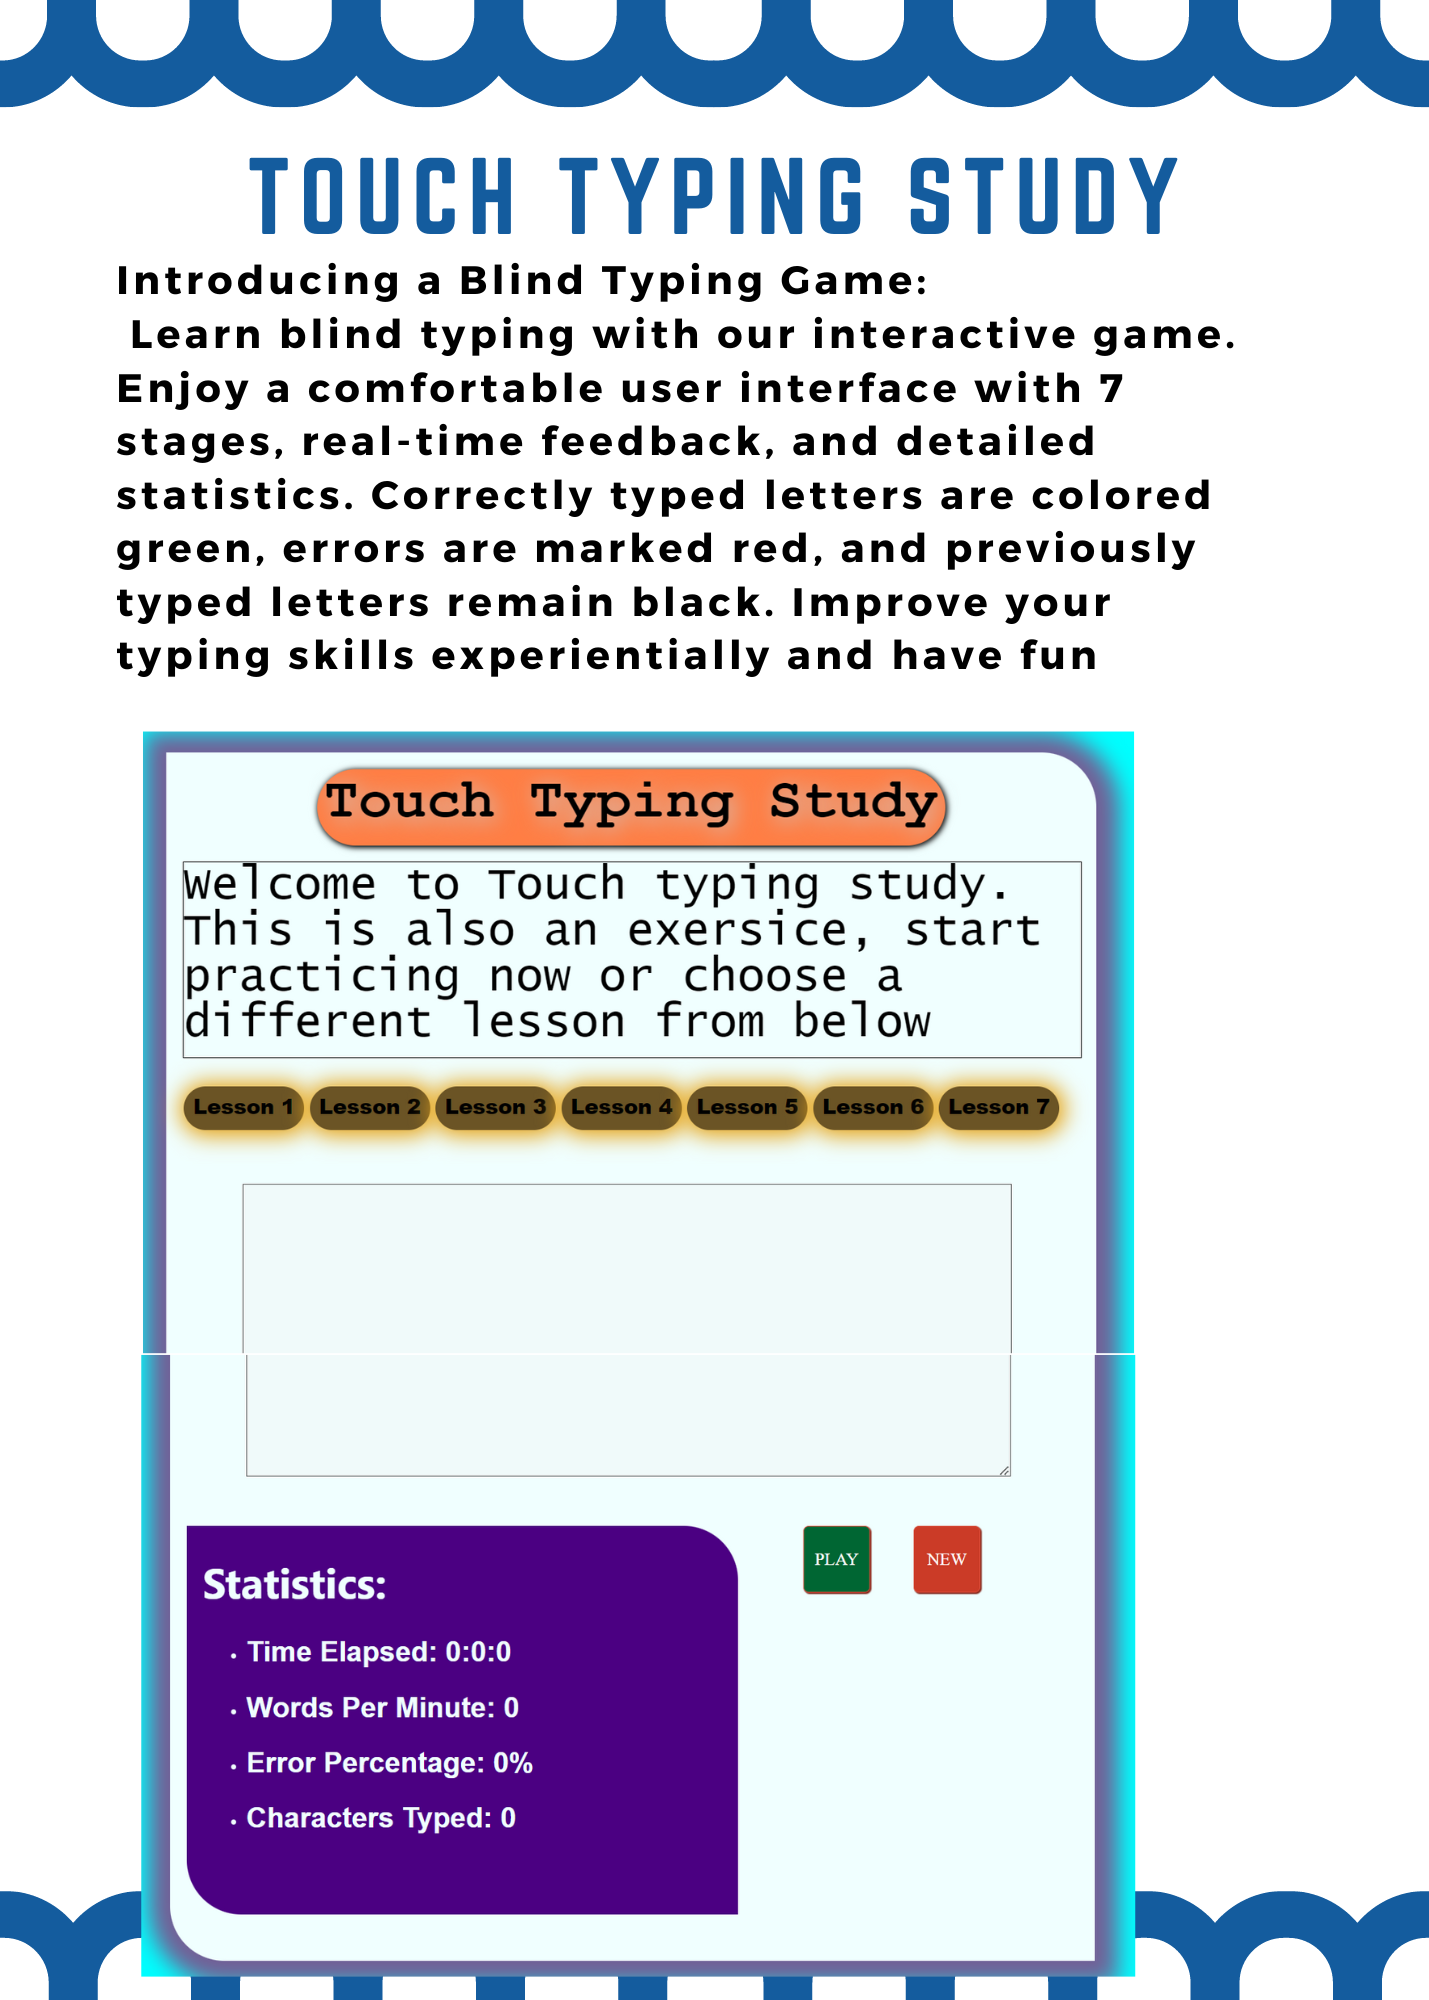 TOUCH TYPING STUDY
Introducing a Blind Typing Game:
Learn blind typing with our interactive game.
Enjoy a comfortable user interface with 7
stages, real-time feedback, and detailed
statistics. Correctly typed letters are colored
green, errors are marked red, and previously
typed letters remain black. Improve your
typing skills experientially and have fun
Touch Typing Study
Welcome to Touch typing study.
This is also an exersice, start
practicing now or choose a
different lesson from below
Lesson 1 Lesson 2 Lesson 3 Lesson 4 Lesson 5 Lesson 6 Lesson 7
PLAY NEW
Statistics:
• Time Elapsed: 0:0:0
• Words Per Minute: 0
• Error Percentage: 0%
• Characters Typed: 0